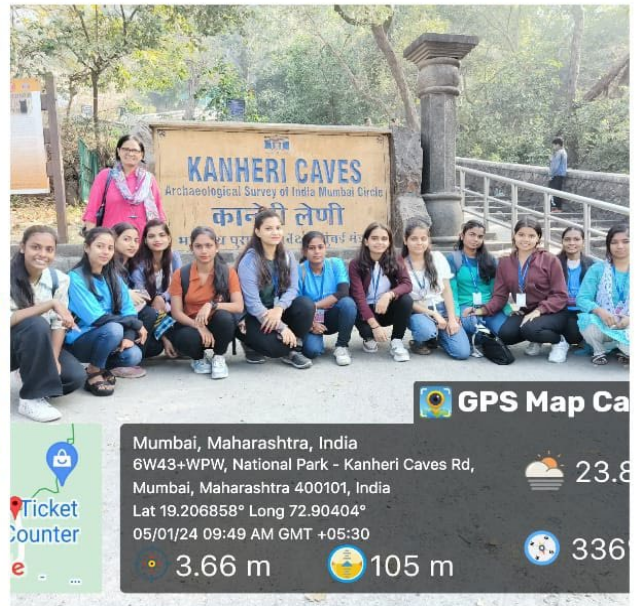 KANHERI CAVES
Archaeological Survey of India Mumbai Circle
कान्हेरी लेणी
GPS Map Ca
Ticket
Counter
e
Mumbai, Maharashtra, India
6W43+WPW, National Park - Kanheri Caves Rd,
Mumbai, Maharashtra 400101, India
Lat 19.206858° Long 72.90404°
05/01/24 09:49 AM GMT +05:30
3.66 m
105 m
23.8
336°